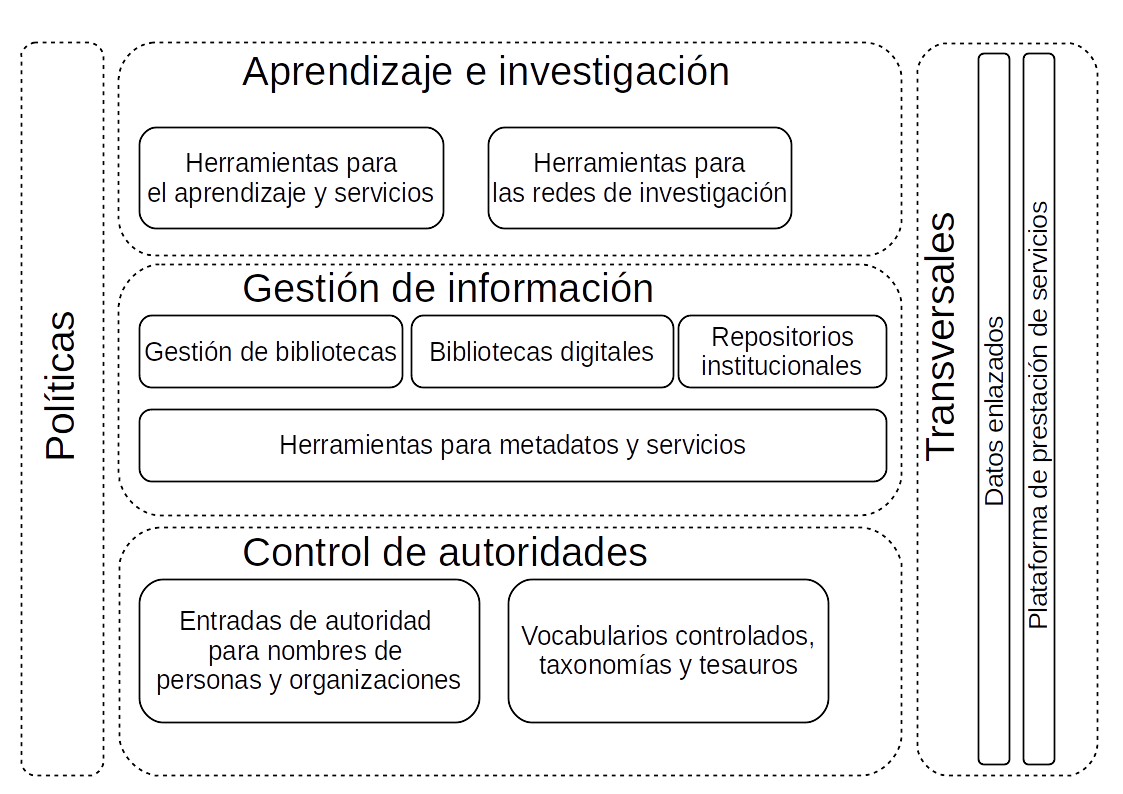 Políticas
Aprendizaje e investigación
Herramientas para
el aprendizaje y servicios
Herramientas para
las redes de investigación
Gestión de información
Gestión de bibliotecas
Bibliotecas digitales
Repositorios
institucionales
Herramientas para metadatos y servicios
Control de autoridades
Entradas de autoridad
para nombres de
personas y organizaciones
Vocabularios controlados,
taxonomías y tesauros
Transversales
Datos enlazados
Plataforma de prestación de servicios